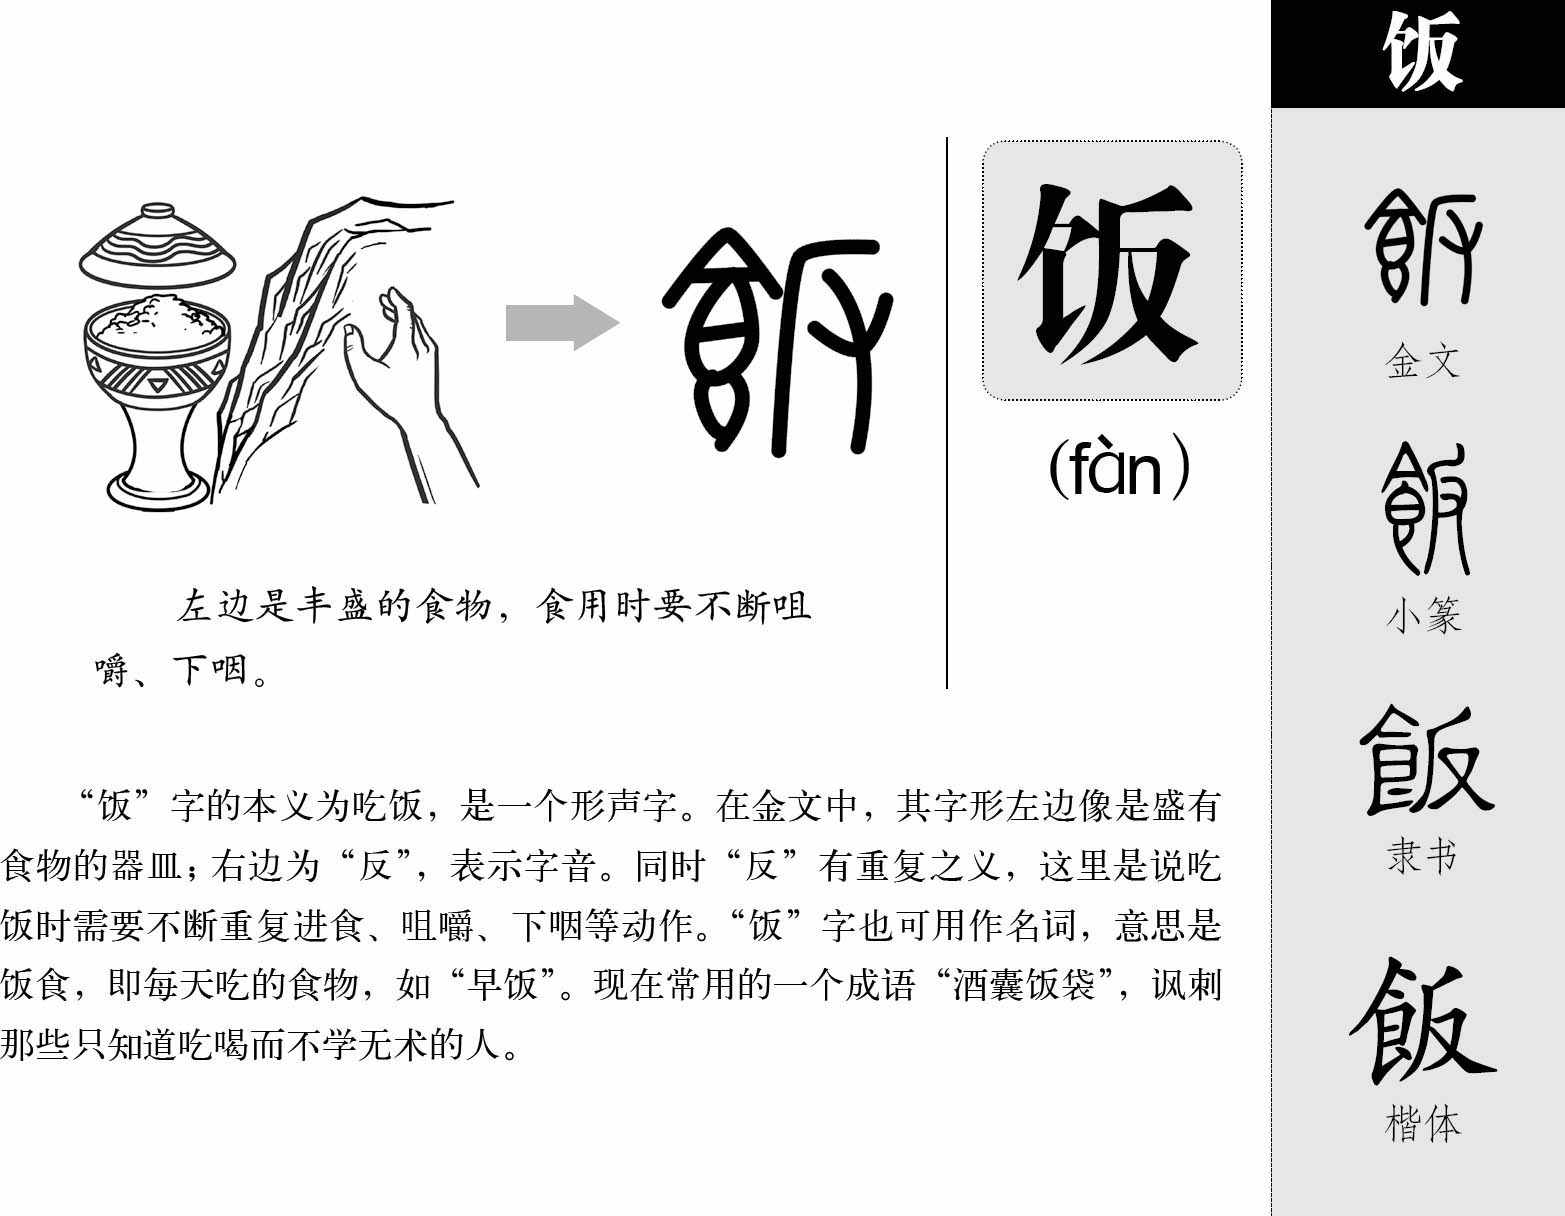 饭
饭
(fàn)
左边是丰盛的食物，食用时要不断咀
嚼、下咽。
“饭”字的本义为吃饭，是一个形声字。在金文中，其字形左边像是盛有
食物的器皿；右边为“反”，表示字音。同时“反”有重复之义，这里是说吃
饭时需要不断重复进食、咀嚼、下咽等动作。“饭”字也可用作名词，意思是
饭食，即每天吃的食物，如“早饭”。现在常用的一个成语“酒囊饭袋”，讽刺
那些只知道吃喝而不学无术的人。
飯
金文
飯
小篆
飯
隶书
飯
楷体